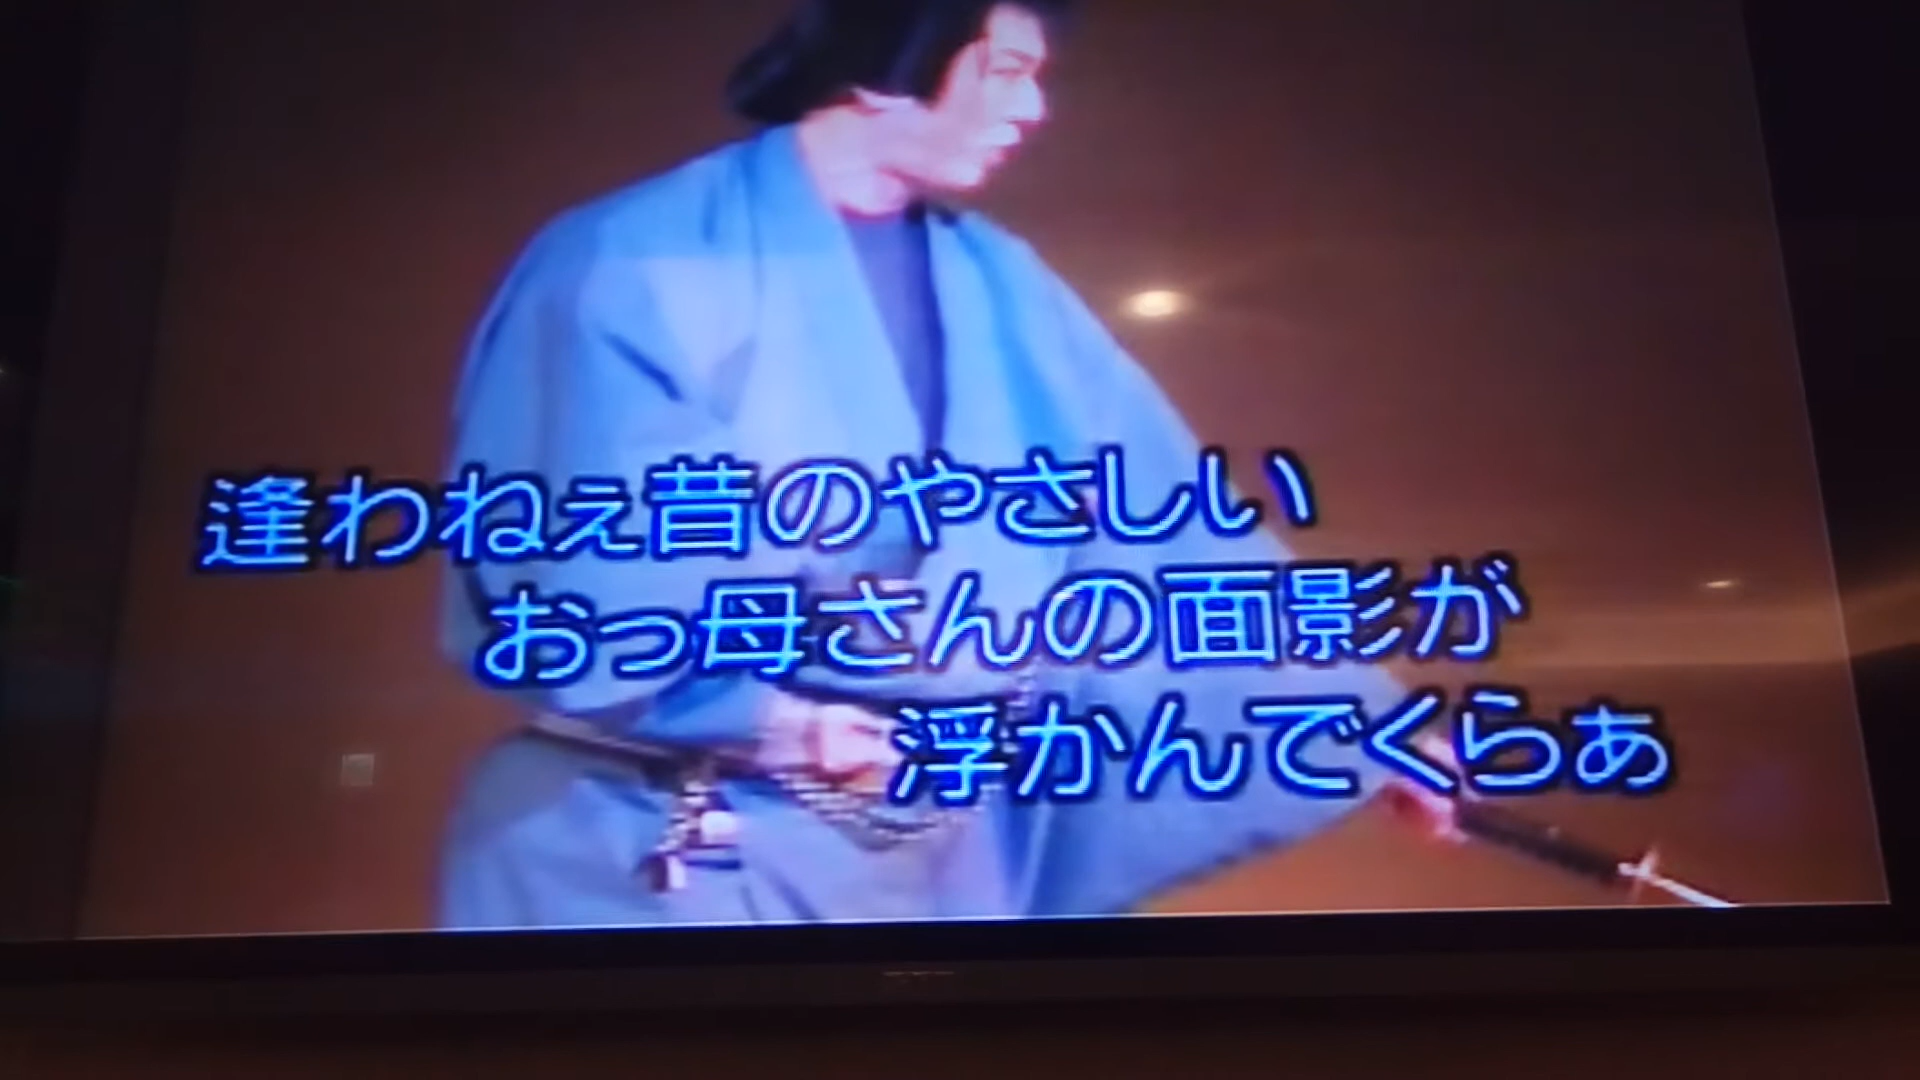 逢わねぇ昔のやさしい
おっ母さんの面影が
浮かんでくらぁ